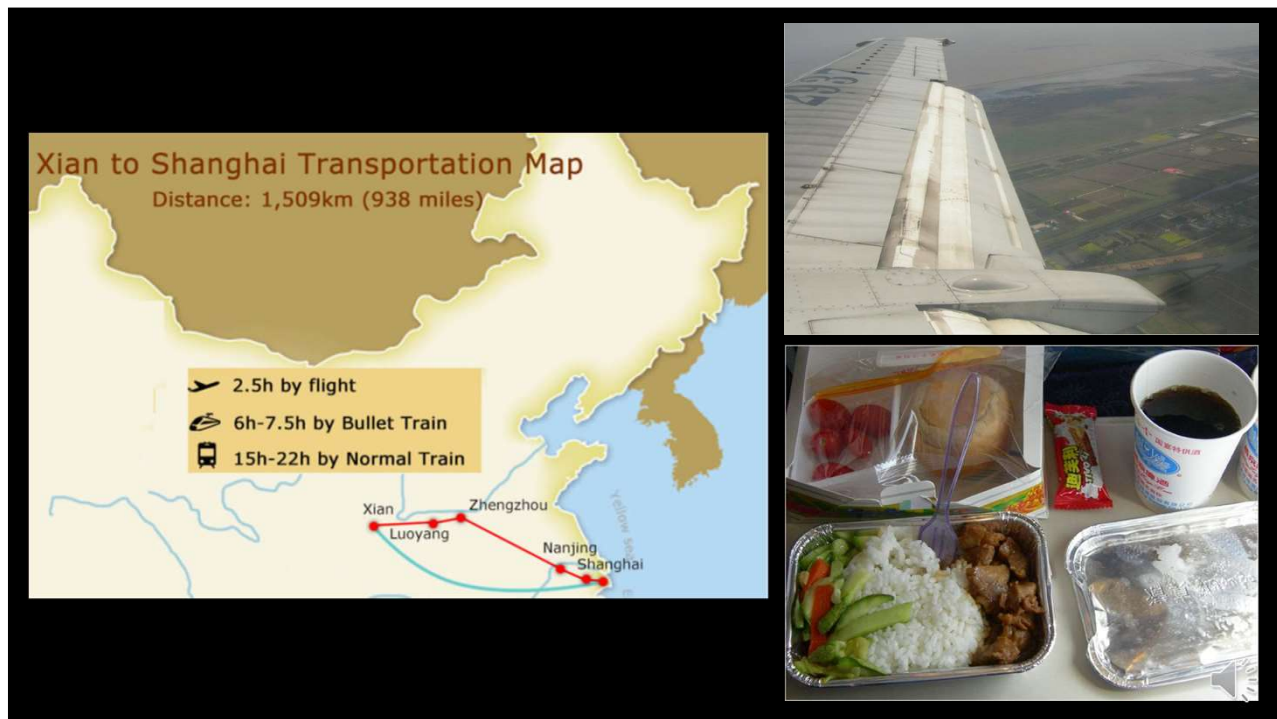 Xian to Shanghai Transportation Map
Distance: 1,509km (938 miles)
2.5h by flight
6h-7.5h by Bullet Train
15h-22h by Normal Train
Xian
Luoyang
Zhengzhou
Nanjing
Shanghai
Yellow sea